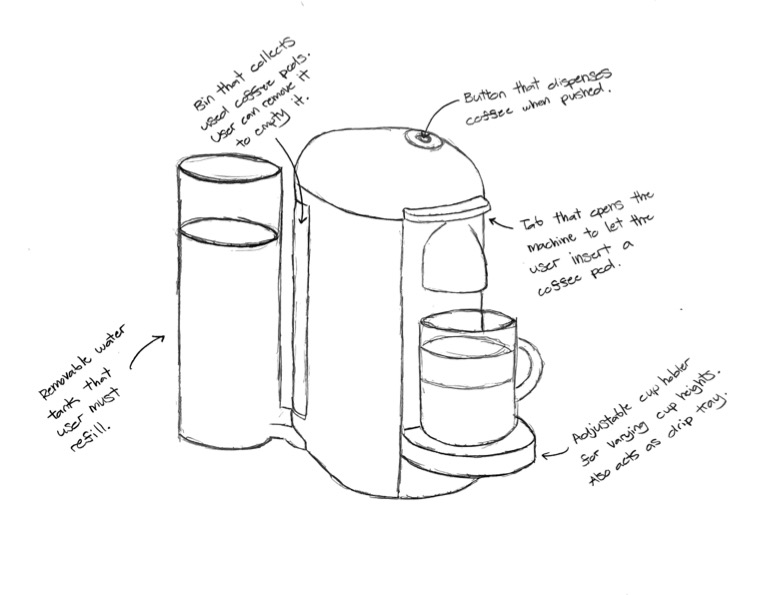 Bin that collects
used coffee pods.
User can remove it
to empty it.
Button that dispenses
coffee when pushed.
Tab that opens the
machine to let the
user insert a
coffee pod.
Removable water
tank that
user must
refill.
Adjustable cup holder
for varying cup heights.
Also acts as drip tray.